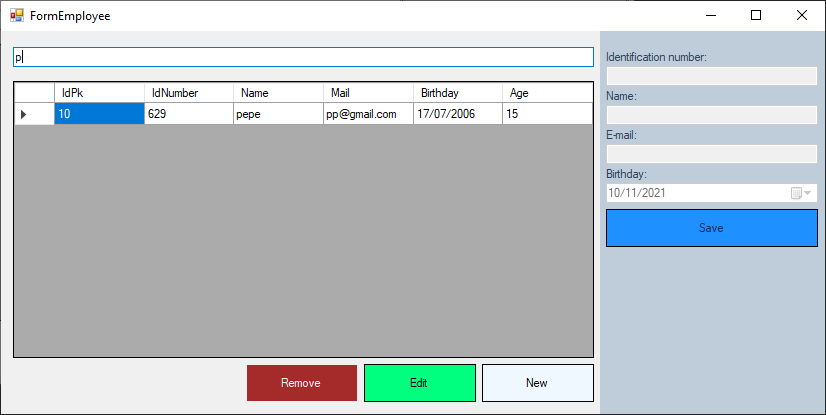 FormEmployee
p
IdPk IdNumber Name Mail Birthday Age
10 629 pepe pp@gmail.com 17/07/2006 15
Remove Edit New
Identification number:
Name:
E-mail:
Birthday:
10/11/2021
Save